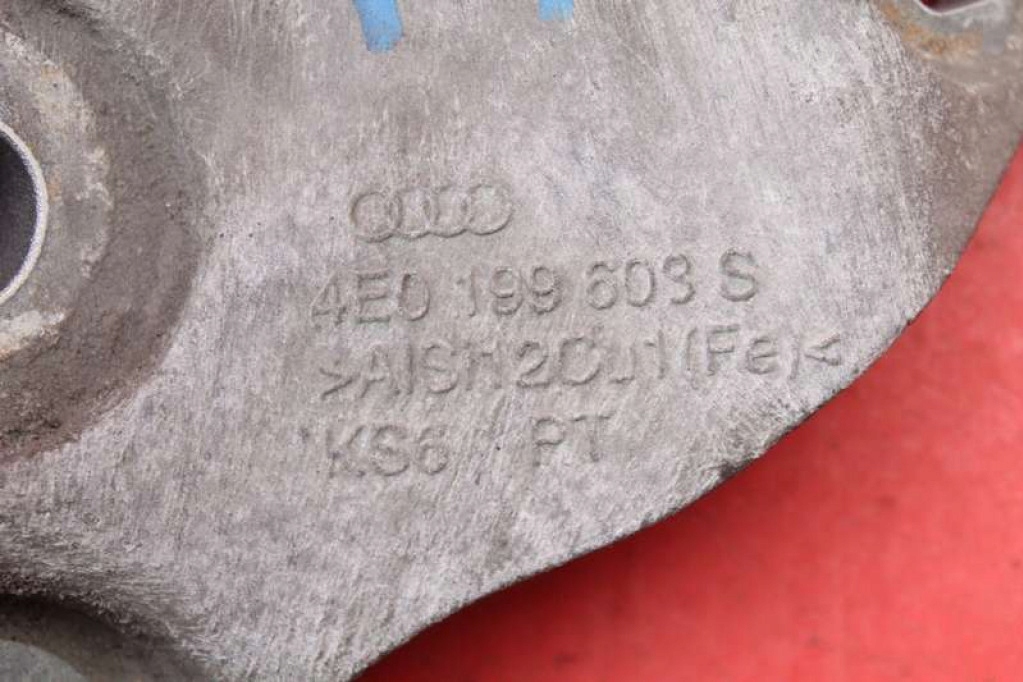 4E0 199 603 S
>AlSi12Cu1(Fe)<
KS6 PT